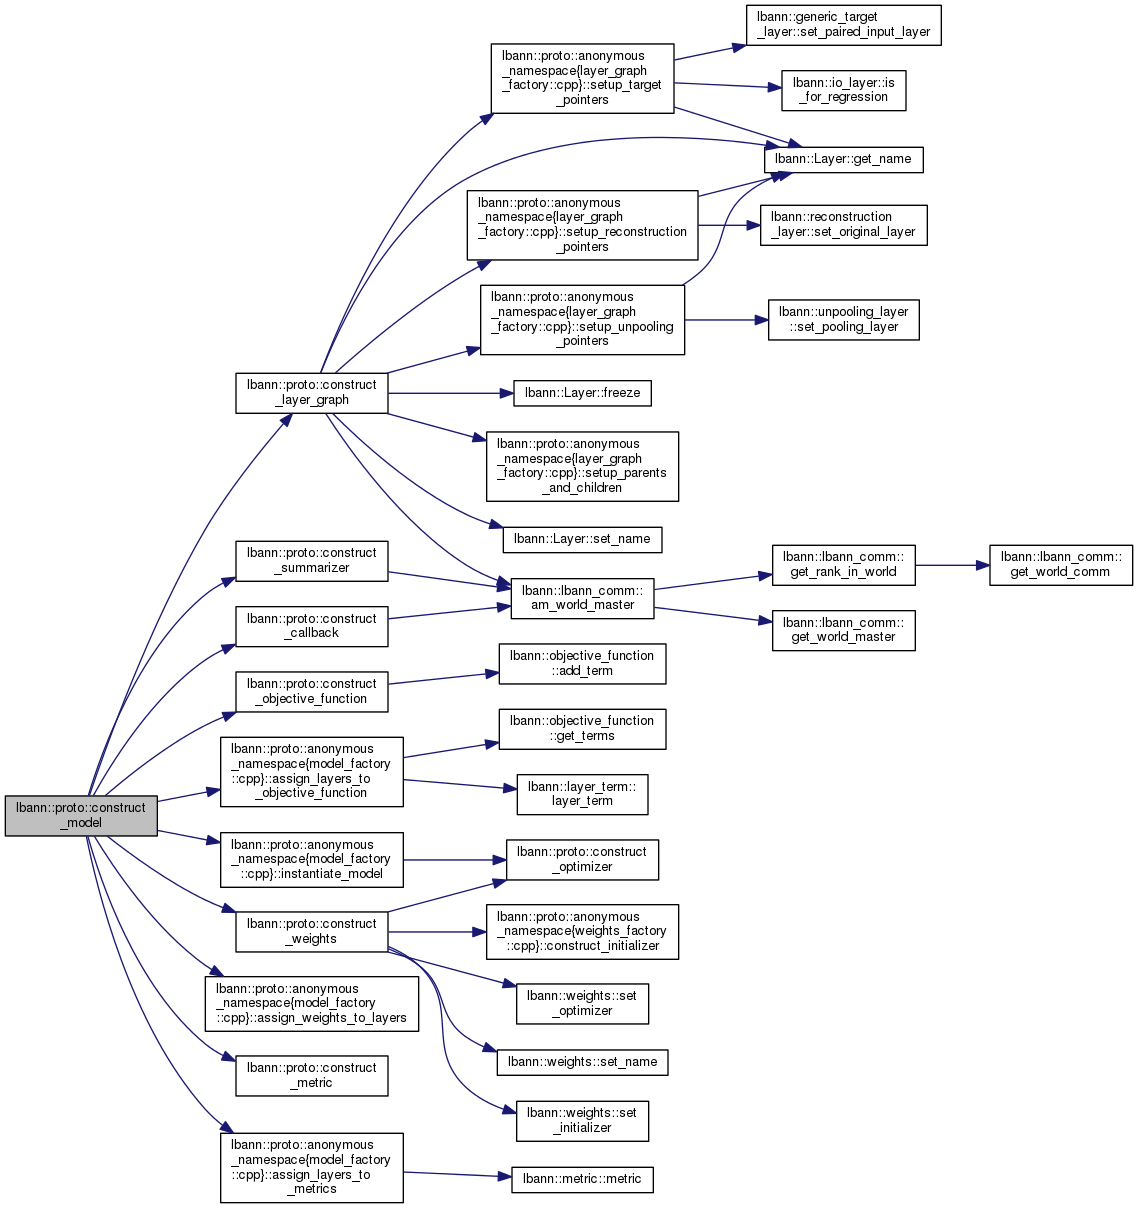 lbann::generic_target
_layer::set_paired_input_layer
lbann::proto::anonymous
_namespace{layer_graph
_factory::cpp}::setup_target
_pointers
lbann::io_layer::is
_for_regression
lbann::Layer::get_name
lbann::proto::anonymous
_namespace{layer_graph
_factory::cpp}::setup_reconstruction
_pointers
lbann::reconstruction
_layer::set_original_layer
lbann::proto::anonymous
_namespace{layer_graph
_factory::cpp}::setup_unpooling
_pointers
lbann::unpooling_layer
::set_pooling_layer
lbann::proto::construct
_layer_graph
lbann::Layer::freeze
lbann::proto::anonymous
_namespace{layer_graph
_factory::cpp}::setup_parents
_and_children
lbann::Layer::set_name
lbann::proto::construct
_summarizer
lbann::lbann_comm::
am_world_master
lbann::lbann_comm::
get_rank_in_world
lbann::lbann_comm::
get_world_comm
lbann::proto::construct
_callback
lbann::lbann_comm::
get_world_master
lbann::proto::construct
_objective_function
lbann::objective_function
::add_term
lbann::objective_function
::get_terms
lbann::proto::anonymous
_namespace{model_factory
::cpp}::assign_layers_to
_objective_function
lbann::layer_term::
layer_term
lbann::proto::construct
_model
lbann::proto::anonymous
_namespace{model_factory
::cpp}::instantiate_model
lbann::proto::construct
_optimizer
lbann::proto::construct
_weights
lbann::proto::anonymous
_namespace{weights_factory
::cpp}::construct_initializer
lbann::proto::anonymous
_namespace{model_factory
::cpp}::assign_weights_to_layers
lbann::weights::set
_optimizer
lbann::weights::set_name
lbann::proto::construct
_metric
lbann::weights::set
_initializer
lbann::proto::anonymous
_namespace{model_factory
::cpp}::assign_layers_to
_metrics
lbann::metric::metric